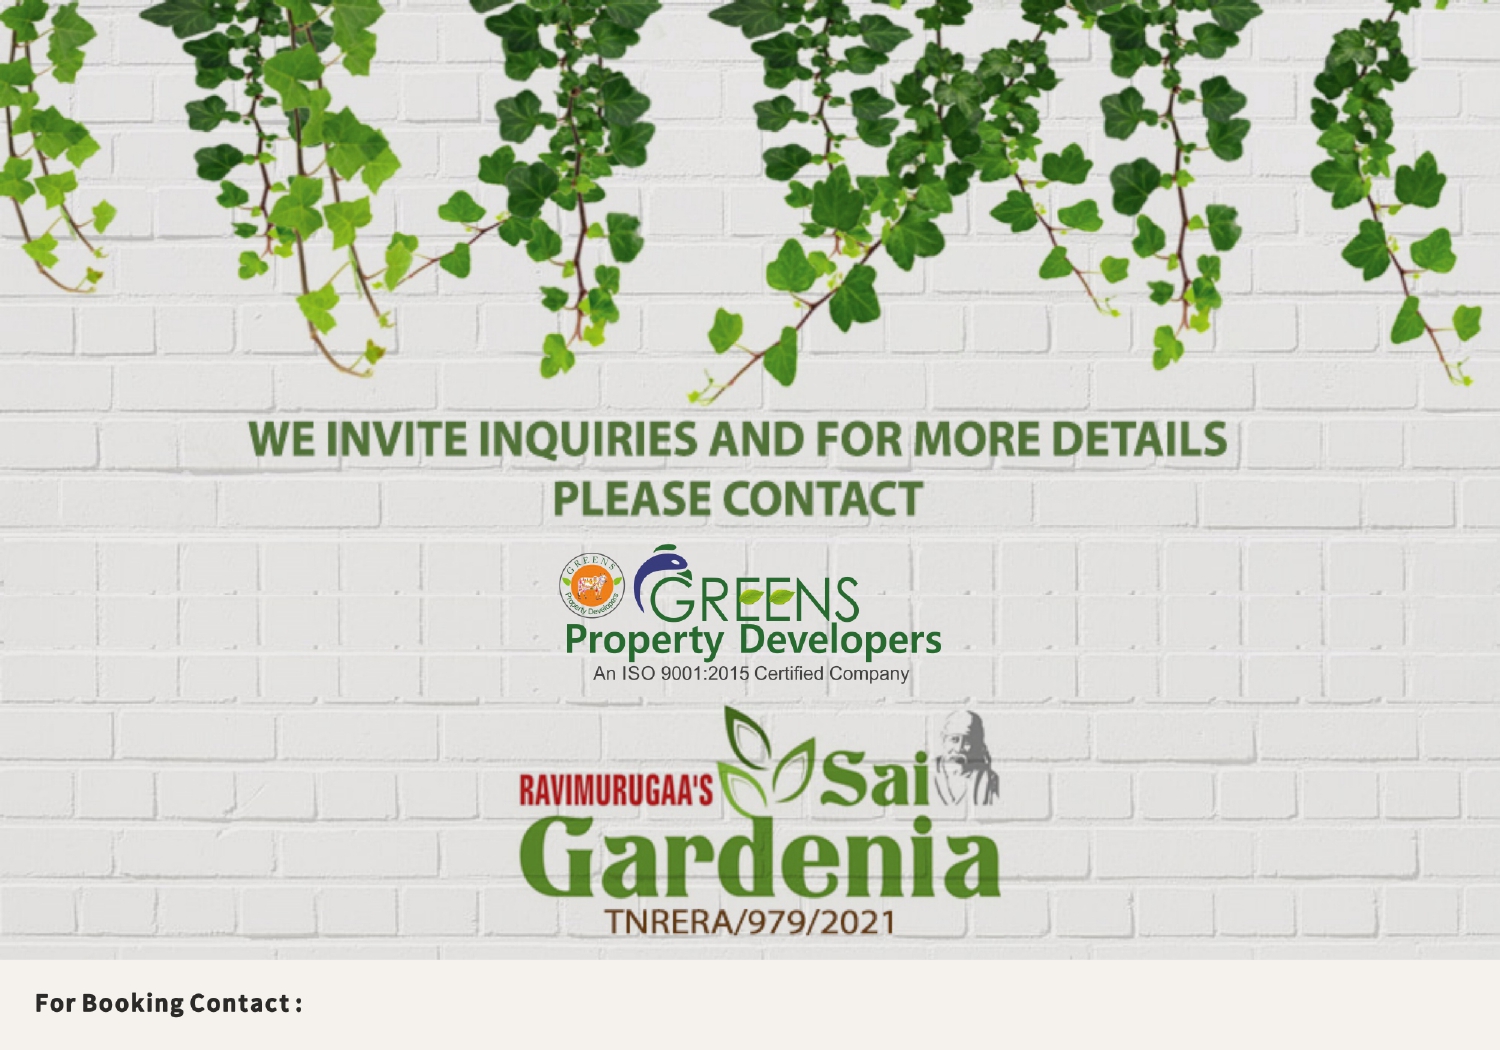 WE INVITE INQUIRIES AND FOR MORE DETAILS
PLEASE CONTACT
GREENS
Property Developers
GREENS
Property Developers
An ISO 9001:2015 Certified Company
RAVIMURUGAA'S
Sai
Gardenia
TNRERA/979/2021
For Booking Contact :